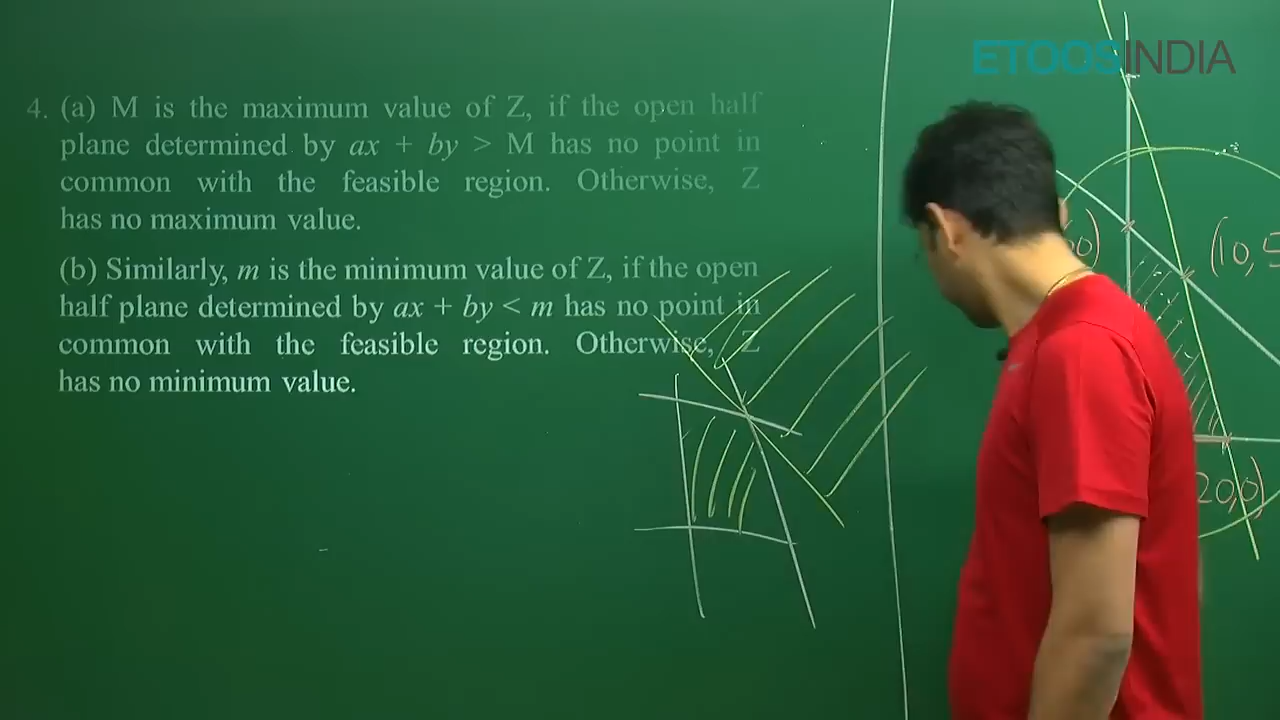 ETOOSINDIA
4. (a) M is the maximum value of Z, if the open half
plane determined by ax + by > M has no point in
common with the feasible region. Otherwise, Z
has no maximum value.
(b) Similarly, m is the minimum value of Z, if the open
half plane determined by ax + by < m has no point in
common with the feasible region. Otherwise, Z
has no minimum value.
(10,5
20,0)